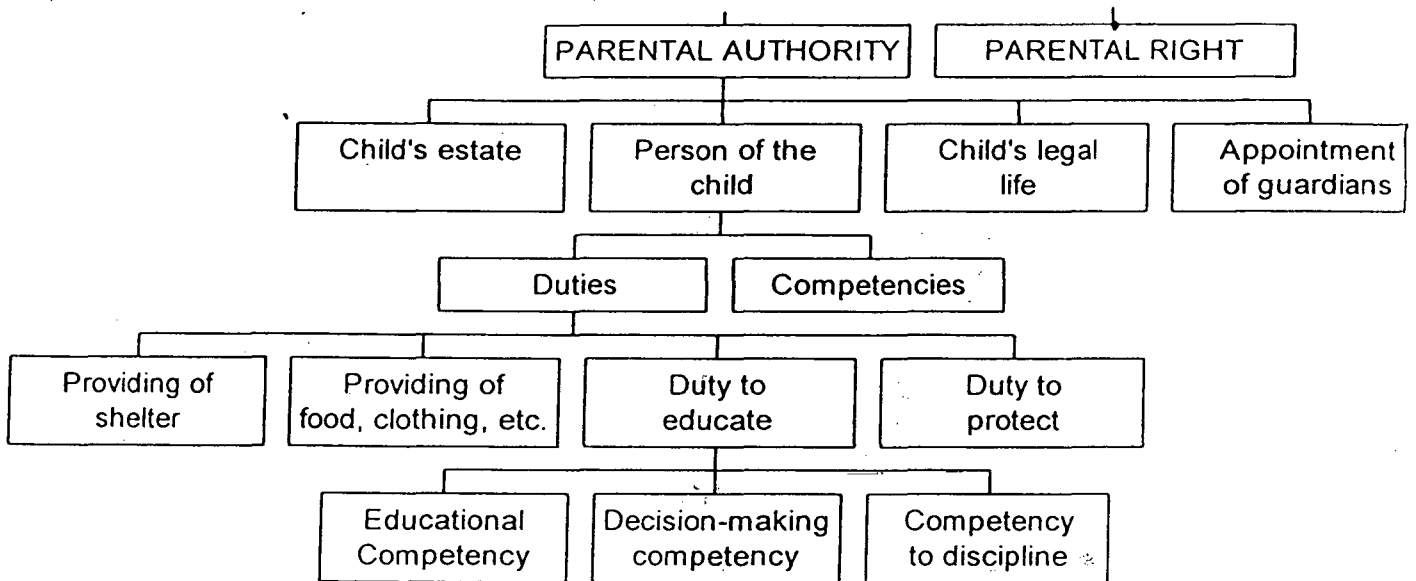 PARENTAL AUTHORITY
PARENTAL RIGHT
Child's estate
Person of the
child
Child's legal
life
Appointment
of guardians
Duties
Competencies
Providing of
shelter
Providing of
food, clothing, etc.
Duty to
educate
Duty to
protect
Educational
Competency
Decision-making
competency
Competency
to discipline